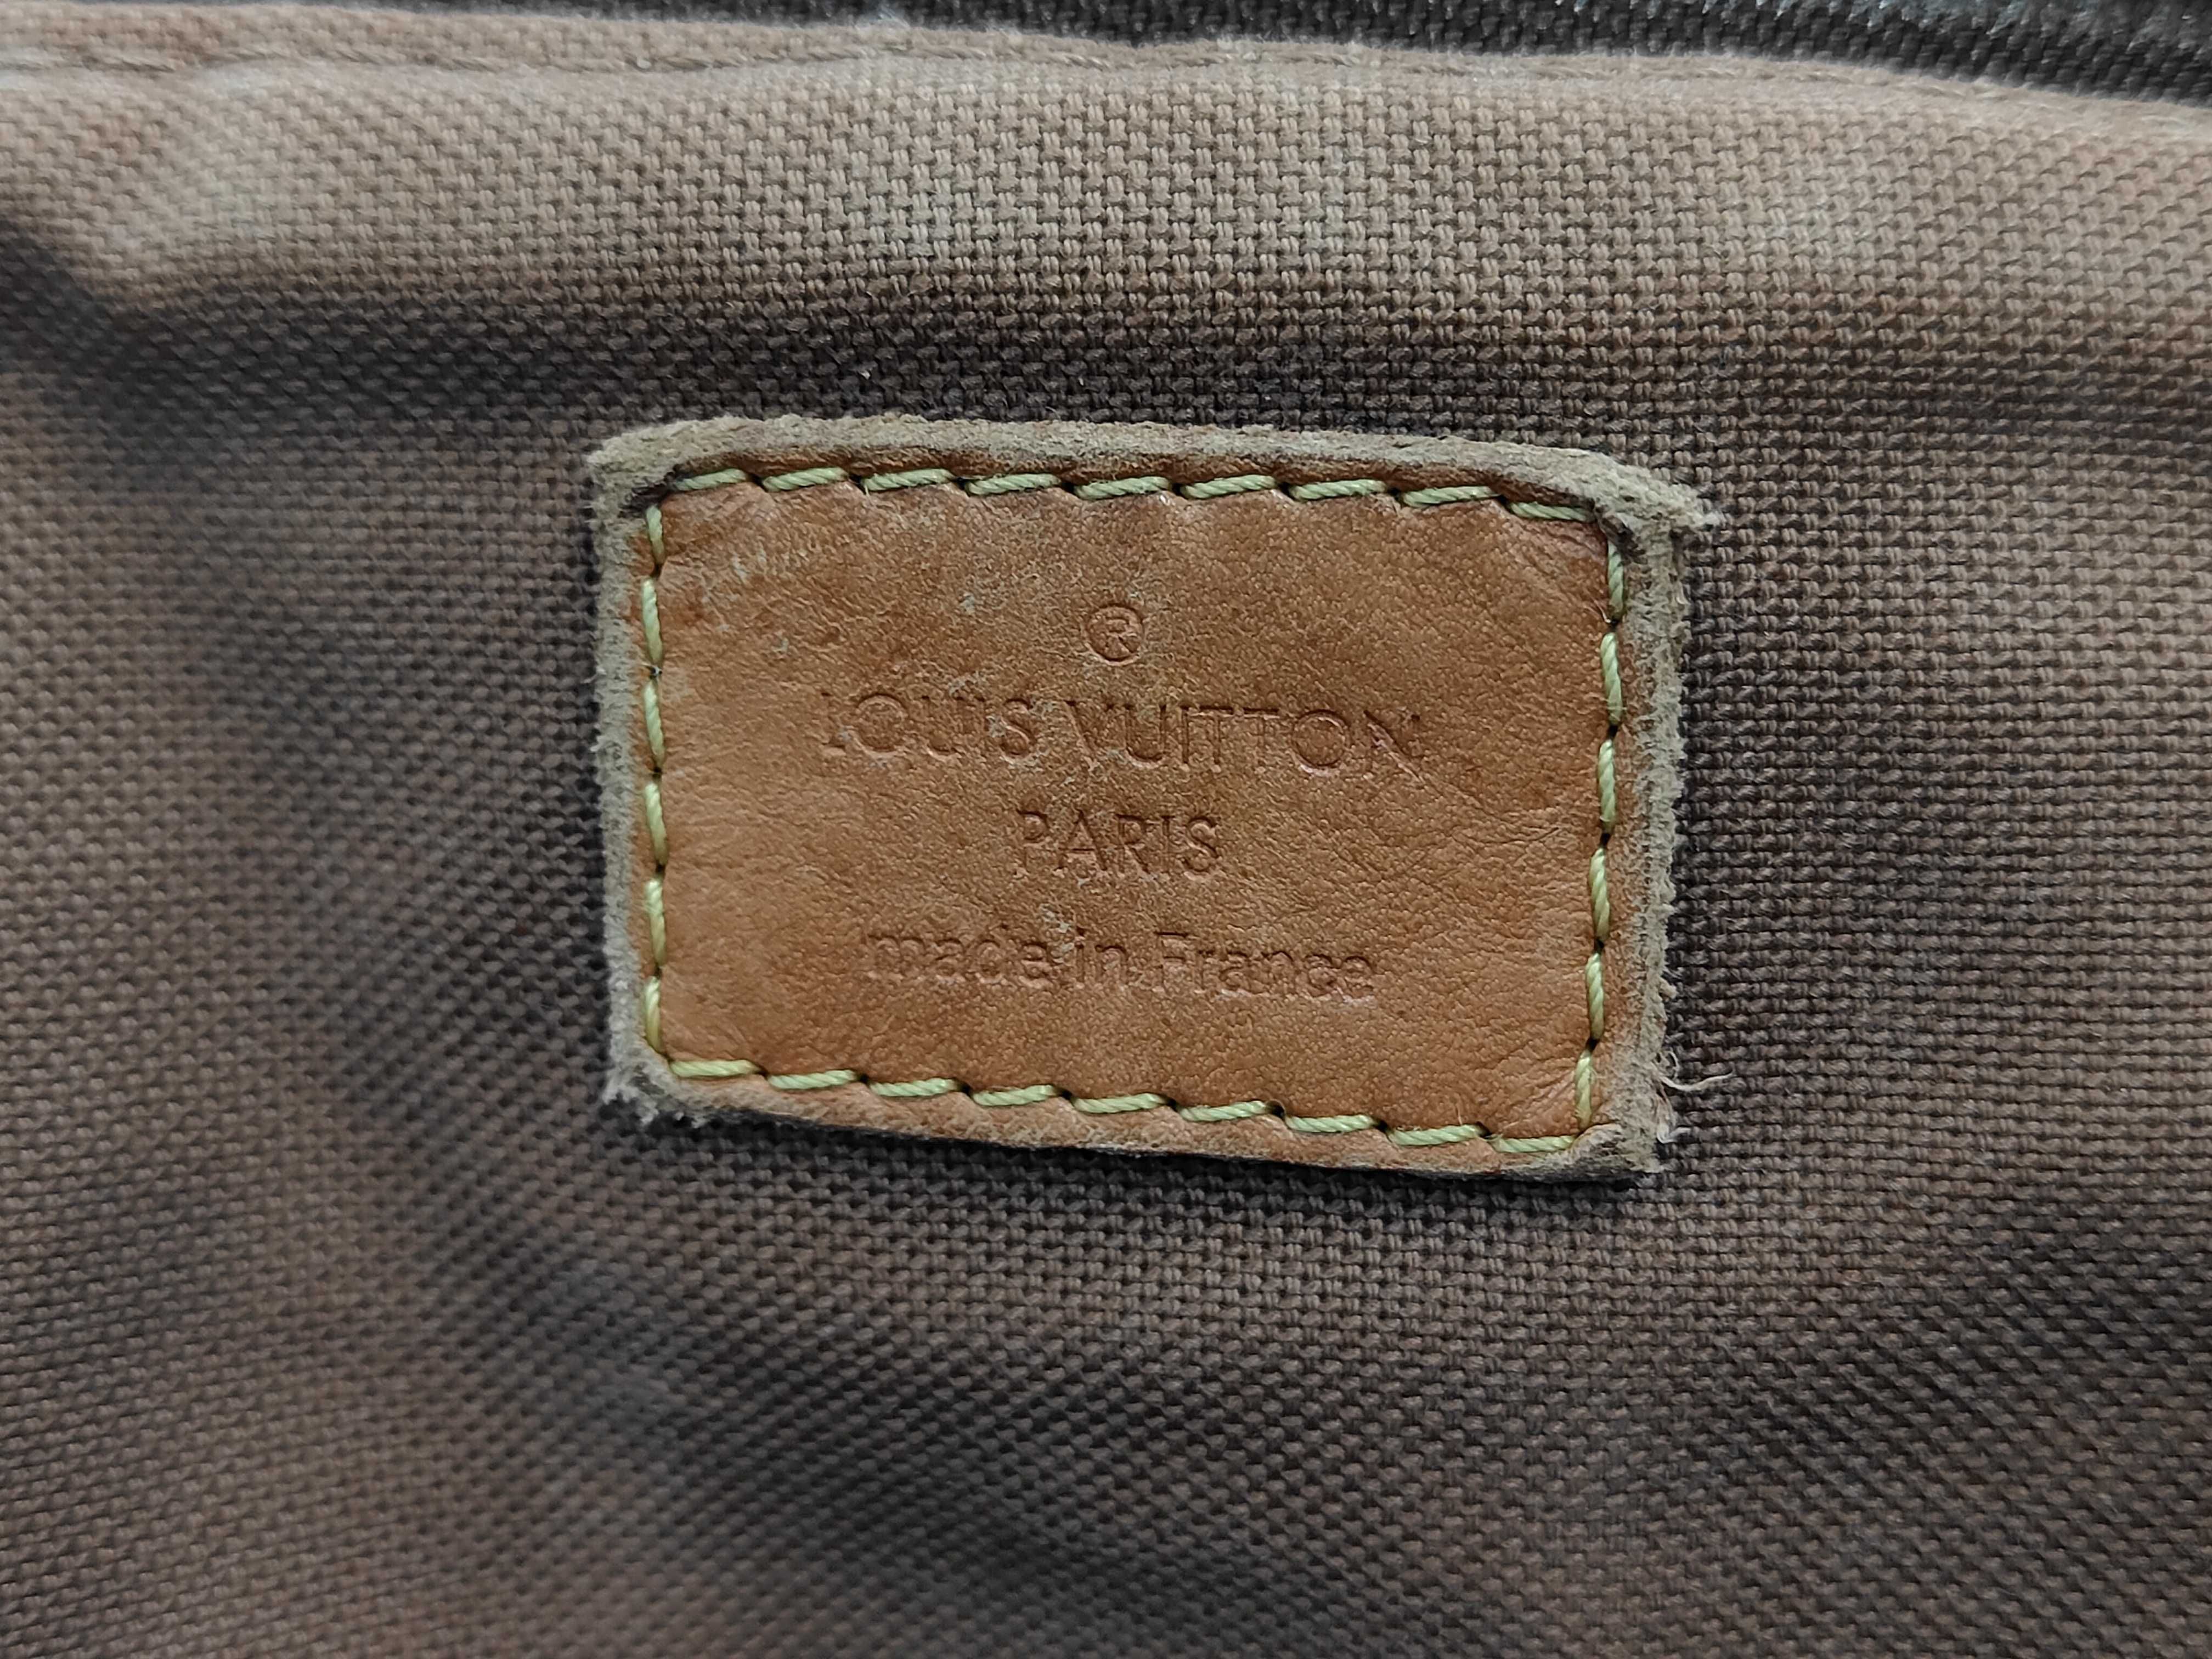 ®
LOUIS VUITTON
PARIS
made in France